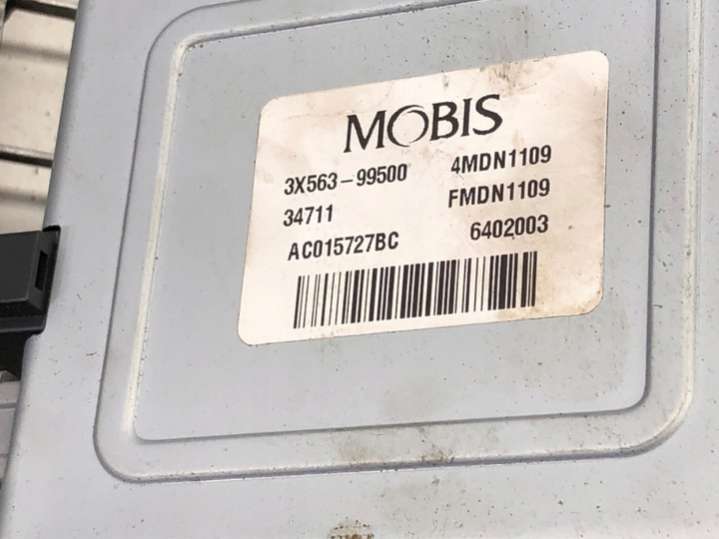 MOBIS
3X563-99500 4MDN1109
34711 FMDN1109
AC015727BC 6402003